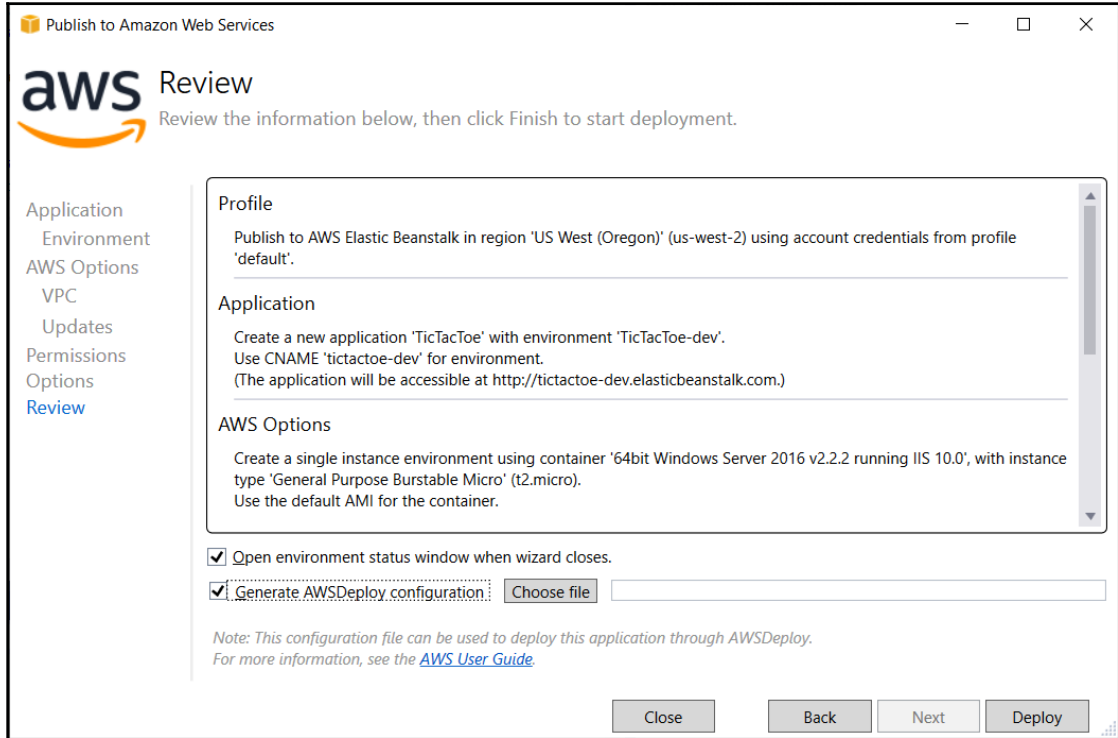 Publish to Amazon Web Services
aws
Review
Review the information below, then click Finish to start deployment.
Application
Environment
AWS Options
VPC
Updates
Permissions
Options
Review
Profile
Publish to AWS Elastic Beanstalk in region 'US West (Oregon)' (us-west-2) using account credentials from profile
'default'.
Application
Create a new application 'TicTacToe' with environment 'TicTacToe-dev'.
Use CNAME 'tictactoe-dev' for environment.
(The application will be accessible at http://tictactoe-dev.elasticbeanstalk.com.)
AWS Options
Create a single instance environment using container '64bit Windows Server 2016 v2.2.2 running IIS 10.0', with instance
type 'General Purpose Burstable Micro' (t2.micro).
Use the default AMI for the container.
Open environment status window when wizard closes.
Generate AWSDeploy configuration Choose file
Note: This configuration file can be used to deploy this application through AWSDeploy.
For more information, see the AWS User Guide.
Close Back Next Deploy